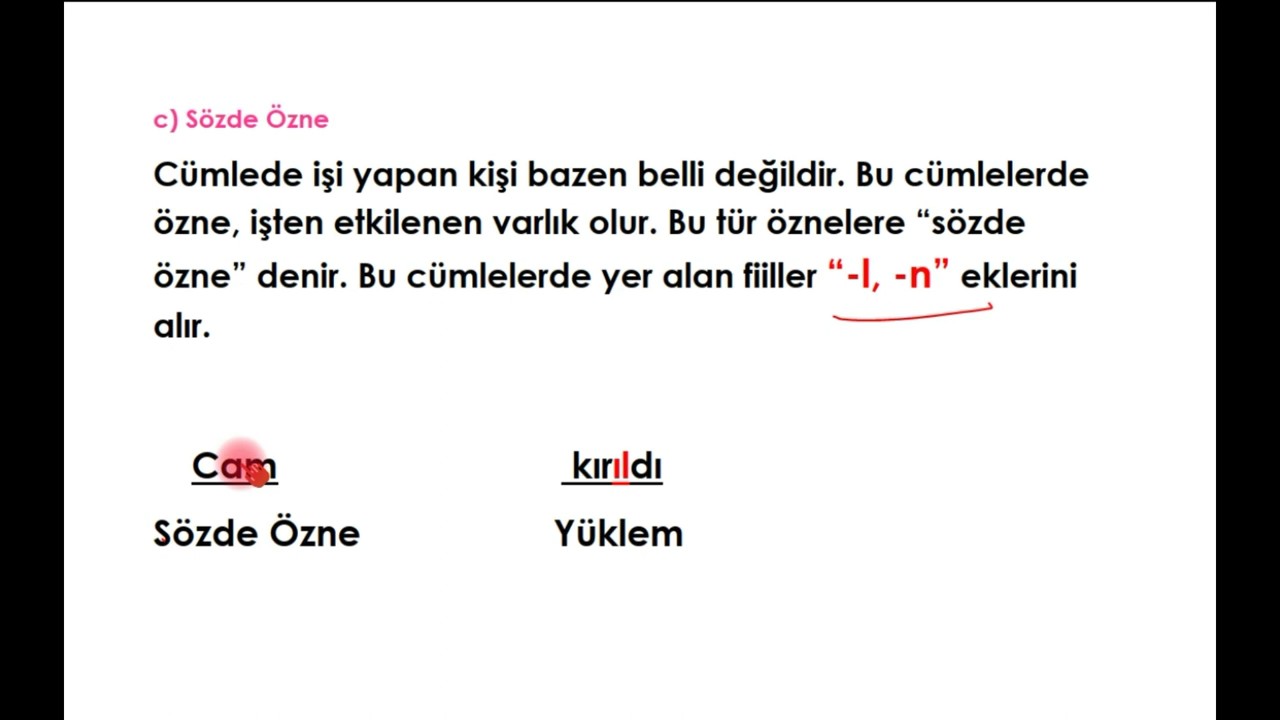 c) Sözde Özne
Cümlede işi yapan kişi bazen belli değildir. Bu cümlelerde
özne, işten etkilenen varlık olur. Bu tür öznelere “sözde
özne” denir. Bu cümlelerde yer alan fiiller “-l, -n” eklerini
alır.
Cam kırıldı
Sözde Özne Yüklem